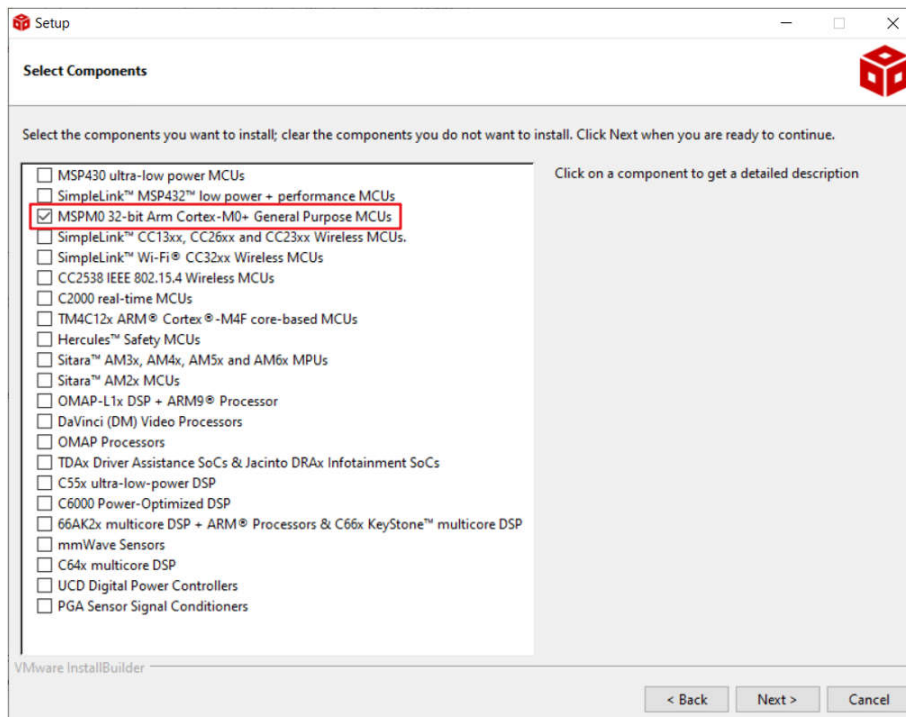 Setup
Select Components
Select the components you want to install; clear the components you do not want to install. Click Next when you are ready to continue.
MSP430 ultra-low power MCUs
SimpleLink™ MSP432™ low power + performance MCUs
MSPM0 32-bit Arm Cortex-M0+ General Purpose MCUs
SimpleLink™ CC13xx, CC26xx and CC23xx Wireless MCUs.
SimpleLink™ Wi-Fi® CC32xx Wireless MCUs
CC2538 IEEE 802.15.4 Wireless MCUs
C2000 real-time MCUs
TM4C12x ARM® Cortex®-M4F core-based MCUs
Hercules™ Safety MCUs
Sitara™ AM3x, AM4x, AM5x and AM6x MPUs
Sitara™ AM2x MCUs
OMAP-L1x DSP + ARM9® Processor
DaVinci (DM) Video Processors
OMAP Processors
TDAx Driver Assistance SoCs & Jacinto DRAx Infotainment SoCs
C55x ultra-low-power DSP
C6000 Power-Optimized DSP
66AK2x multicore DSP + ARM® Processors & C66x KeyStone™ multicore DSP
mmWave Sensors
C64x multicore DSP
UCD Digital Power Controllers
PGA Sensor Signal Conditioners
Click on a component to get a detailed description
VMware InstallBuilder
< Back Next > Cancel